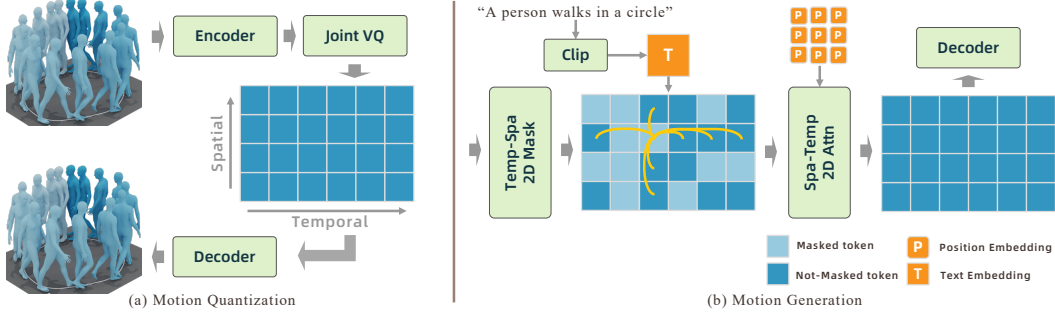 Encoder
Joint VQ
Spatial
Temporal
Decoder
(a) Motion Quantization
“A person walks in a circle”
Clip
T
Temp-Spa
2D Mask
P P P
P P P
P P P
Spa-Temp
2D Attn
Decoder
Masked token
Not-Masked token
P Position Embedding
T Text Embedding
(b) Motion Generation